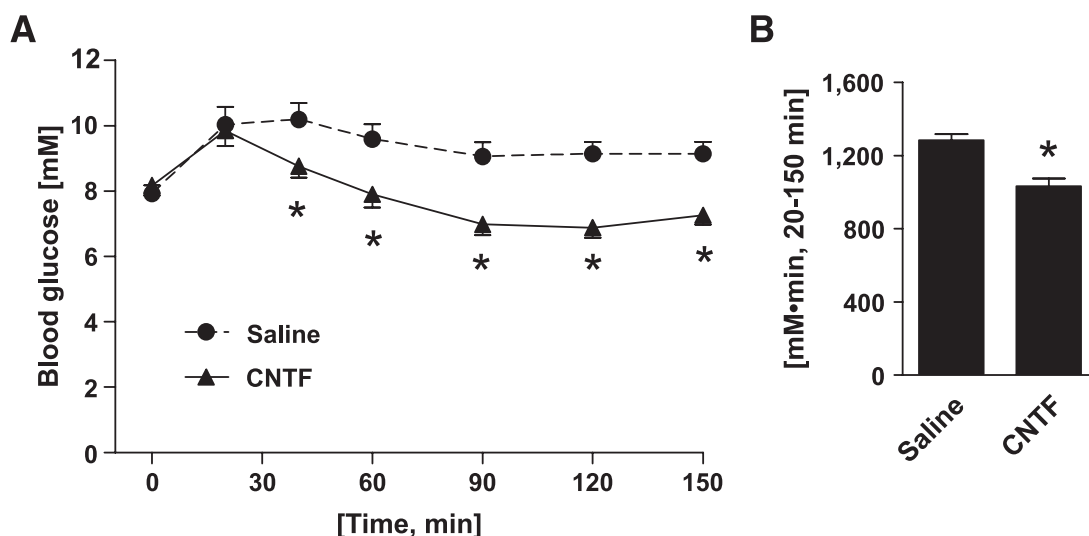 A
B
12
10
8
6
4
2
0
Blood glucose [mM]
*
*
*
*
*
Saline
CNTF
0
30
60
90
120
150
[Time, min]
1,600
1,200
800
400
0
[mM•min, 20-150 min]
*
Saline
CNTF